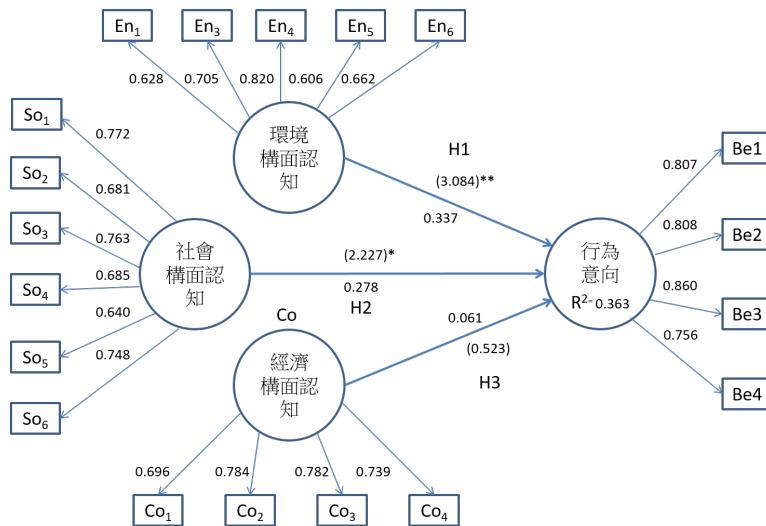 En1
En3
En4
En5
En6
0.628
0.705
0.820
0.606
0.662
So1
So2
So3
So4
So5
So6
0.772
0.681
0.763
0.685
0.640
0.748
環境
構面認
知
社會
構面認
知
Co
經濟
構面認
知
H1
(3.084)**
0.337
(2.227)*
0.278
H2
0.061
(0.523)
H3
行為
意向
R2= 0.363
0.807
0.808
0.860
0.756
Be1
Be2
Be3
Be4
0.696
0.784
0.782
0.739
Co1
Co2
Co3
Co4